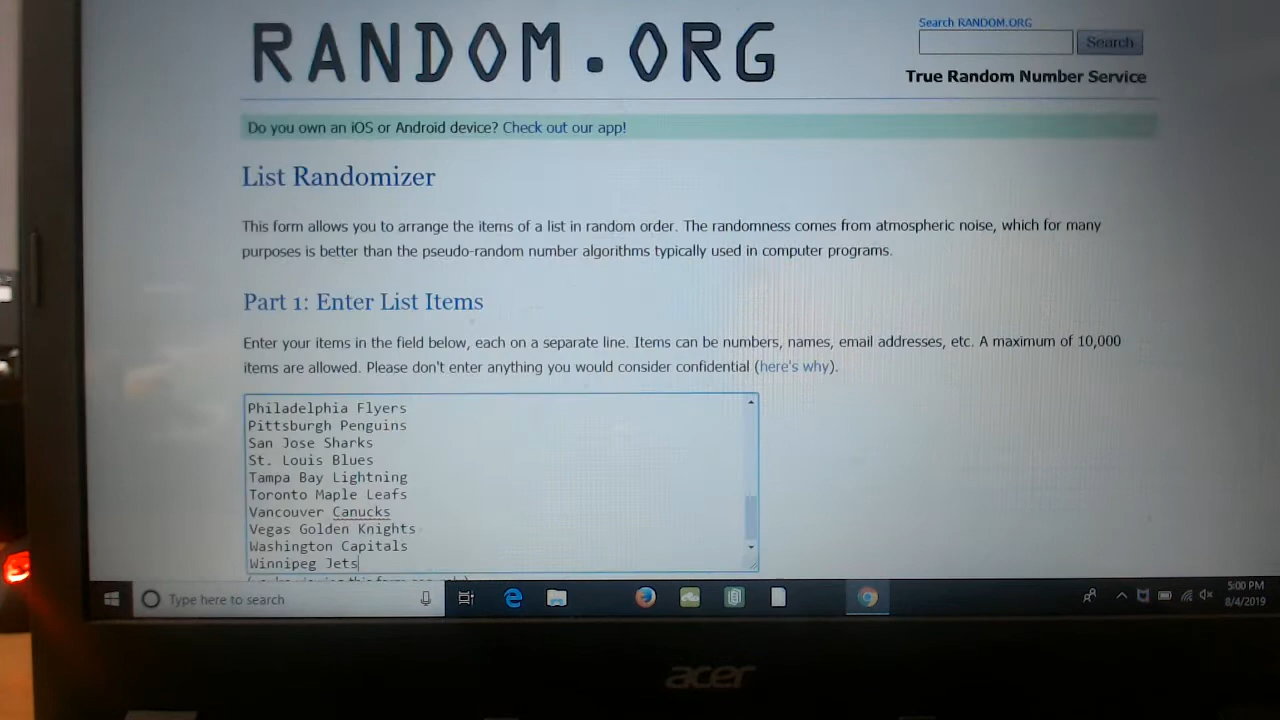 RANDOM.ORG
Search RANDOM.ORG
Search
True Random Number Service
Do you own an iOS or Android device? Check out our app!
List Randomizer
This form allows you to arrange the items of a list in random order. The randomness comes from atmospheric noise, which for many
purposes is better than the pseudo-random number algorithms typically used in computer programs.
Part 1: Enter List Items
Enter your items in the field below, each on a separate line. Items can be numbers, names, email addresses, etc. A maximum of 10,000
items are allowed. Please don't enter anything you would consider confidential (here's why).
Philadelphia Flyers
Pittsburgh Penguins
San Jose Sharks
St. Louis Blues
Tampa Bay Lightning
Toronto Maple Leafs
Vancouver Canucks
Vegas Golden Knights
Washington Capitals
Winnipeg Jets
Type here to search
5:00 PM
8/4/2019
acer